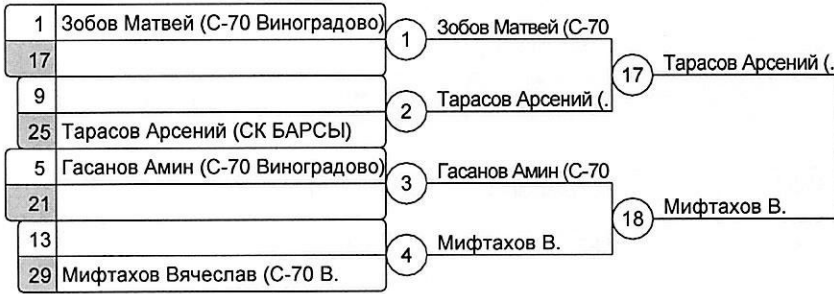 1 Зобов Матвей (С-70 Виноградово)
17
9
25 Тарасов Арсений (СК БАРСЫ)
5 Гасанов Амин (С-70 Виноградово)
21
13
29 Мифтахов Вячеслав (С-70 В.
1 Зобов Матвей (С-70
2 Тарасов Арсений (.
3 Гасанов Амин (С-70
4 Мифтахов В.
17 Тарасов Арсений (.
18 Мифтахов В.